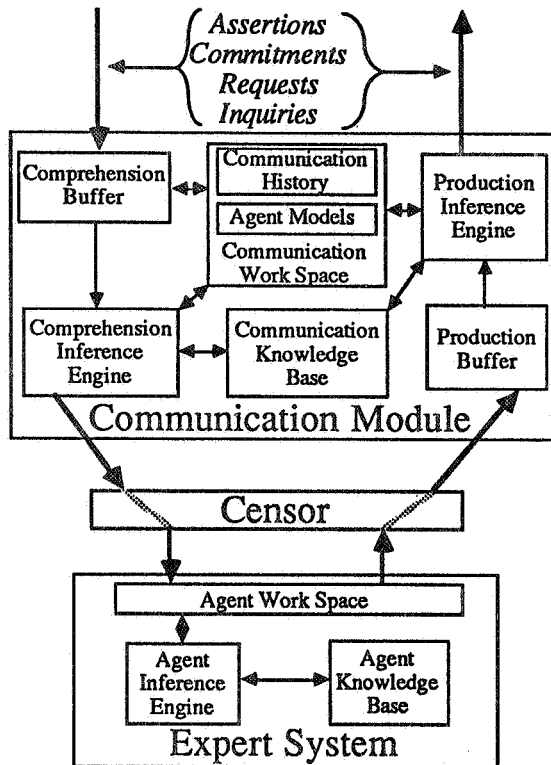 Assertions
Commitments
Requests
Inquiries
Comprehension
Buffer
Communication
History
Agent Models
Communication
Work Space
Production
Inference
Engine
Comprehension
Inference
Engine
Communication
Knowledge
Base
Production
Buffer
Communication Module
Censor
Agent Work Space
Agent
Inference
Engine
Agent
Knowledge
Base
Expert System